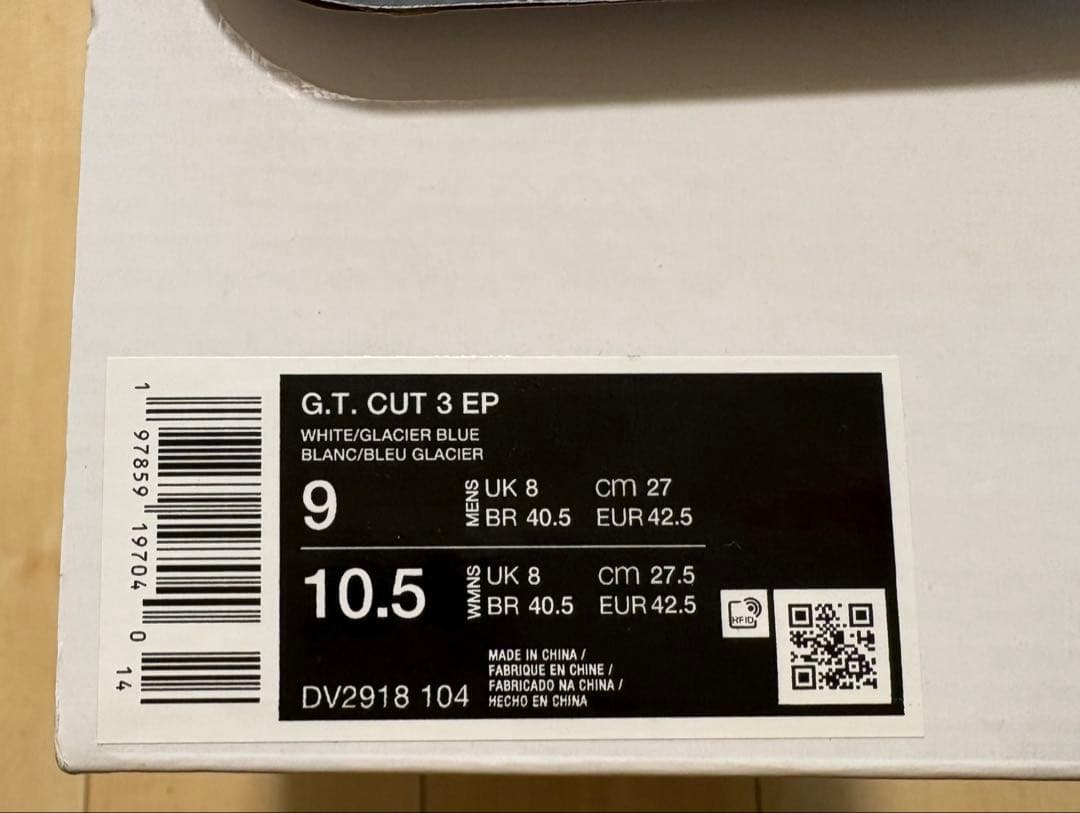 G.T. CUT 3 EP
WHITE/GLACIER BLUE
BLANC/BLEU GLACIER
9
MENS
UK 8 cm 27
BR 40.5 EUR 42.5
10.5
WMNS
UK 8 cm 27.5
BR 40.5 EUR 42.5
DV2918 104
MADE IN CHINA /
FABRIQUE EN CHINE /
FABRICADO NA CHINA /
HECHO EN CHINA
RFID
1 97859 19704 0 14